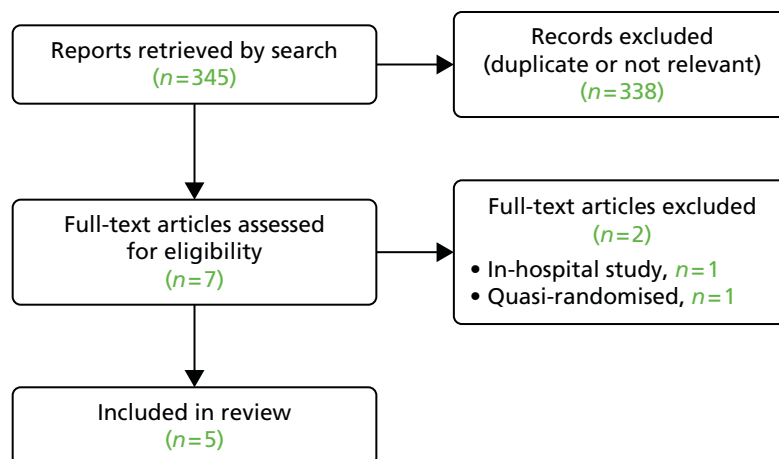 Reports retrieved by search
(n=345)
Records excluded
(duplicate or not relevant)
(n=338)
Full-text articles assessed
for eligibility
(n=7)
Full-text articles excluded
(n=2)
• In-hospital study, n=1
• Quasi-randomised, n=1
Included in review
(n=5)